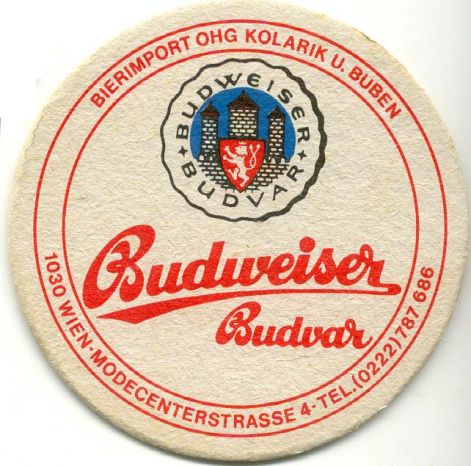 BIERIMPORT OHG KOLARIK U. BUBEN
BUDWEISER
BUDVAR
Budweiser
Budvar
1030 WIEN-MODECENTERSTRASSE 4-TEL.(0222) 787 686